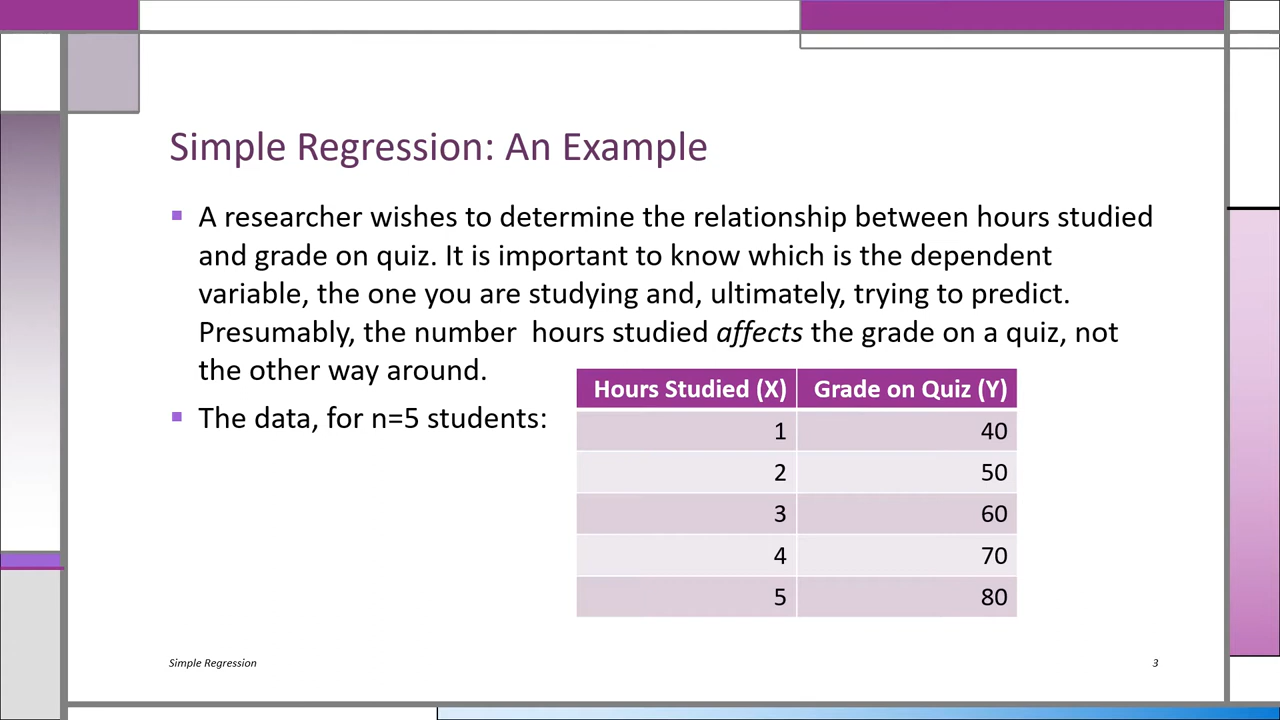 Simple Regression: An Example
▪ A researcher wishes to determine the relationship between hours studied
and grade on quiz. It is important to know which is the dependent
variable, the one you are studying and, ultimately, trying to predict.
Presumably, the number  hours studied affects the grade on a quiz, not
the other way around.
▪ The data, for n=5 students:
Hours Studied (X) Grade on Quiz (Y)
1 40
2 50
3 60
4 70
5 80
Simple Regression 3